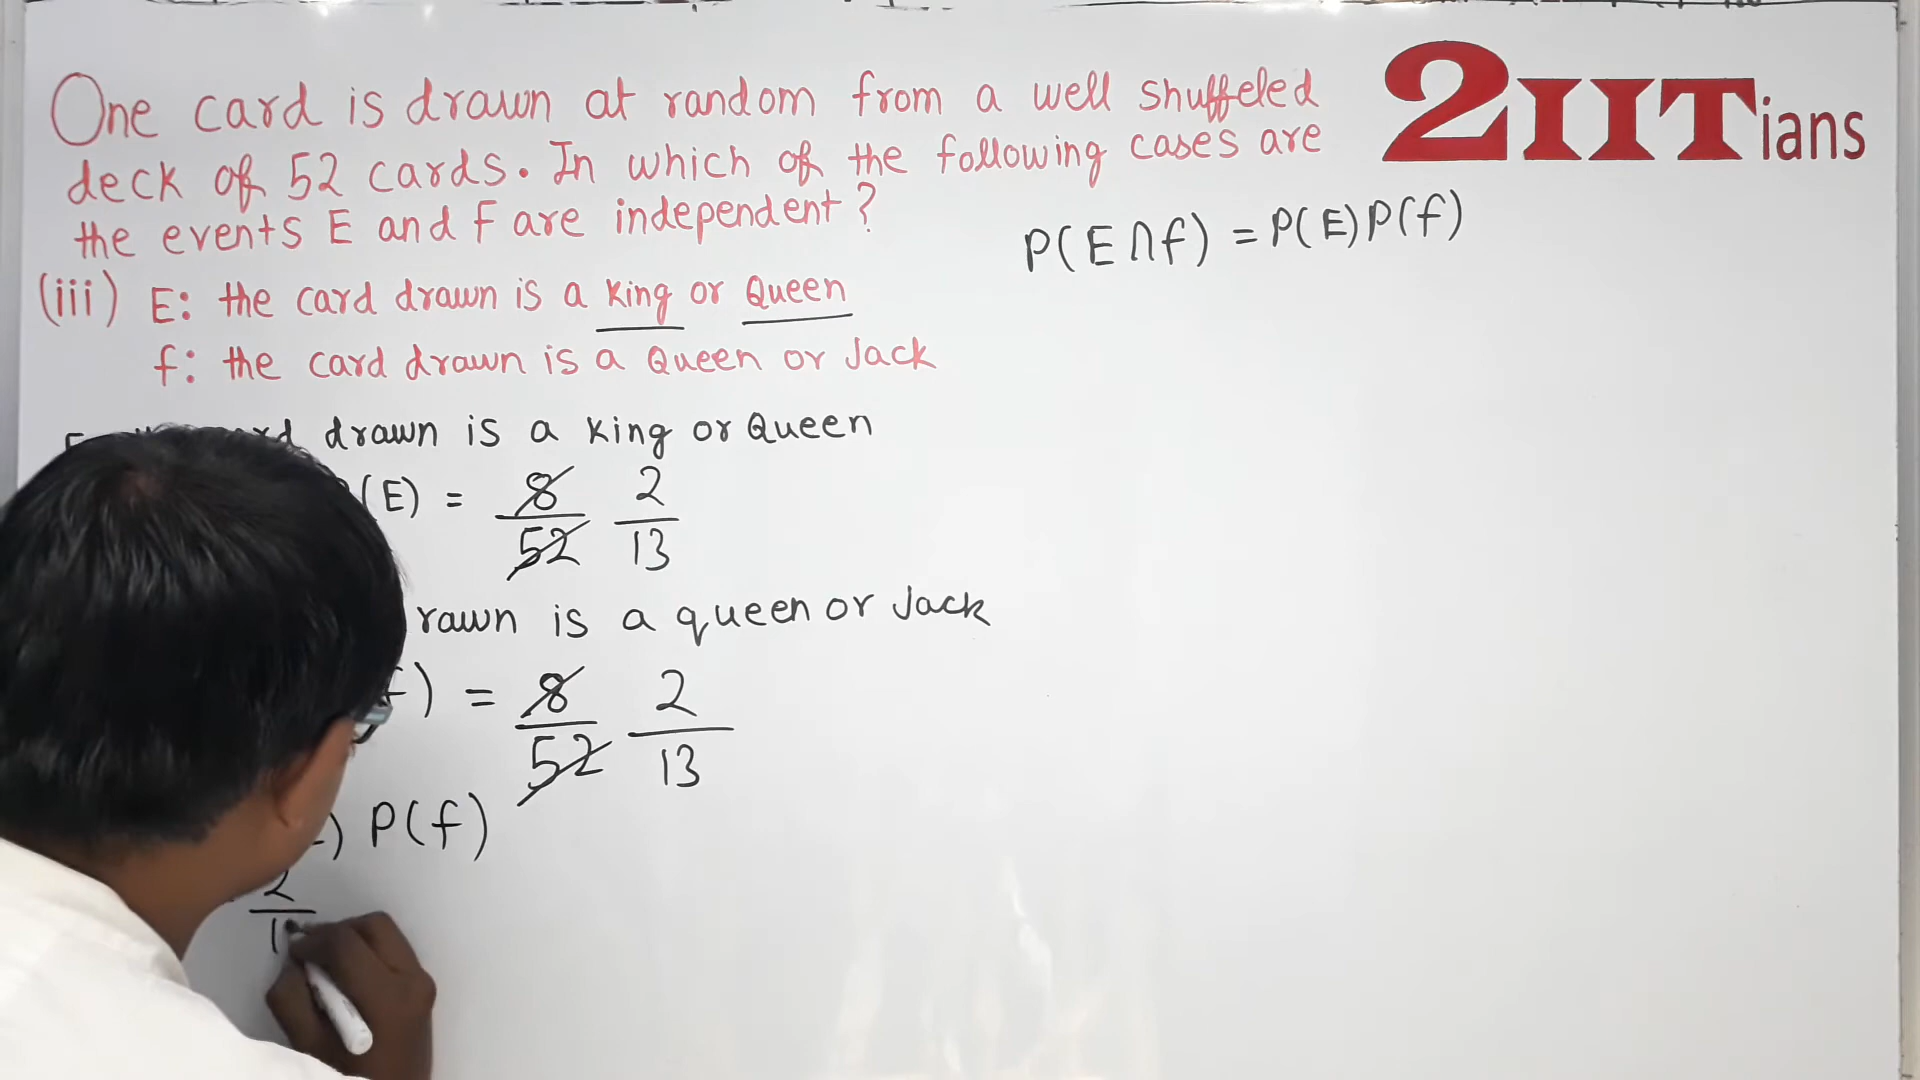 One card is drawn at random from a well shuffeled
deck of 52 cards. In which of the following cases are
the events E and F are independent?
2IITians
P(E∩f) = P(E)P(f)
(iii) E: the card drawn is a King or Queen
f: the card drawn is a Queen or Jack
drawn is a King or Queen
(E) = 8/52 2/13
rawn is a queen or Jack
) = 8/52 2/13
) P(f)
2/1